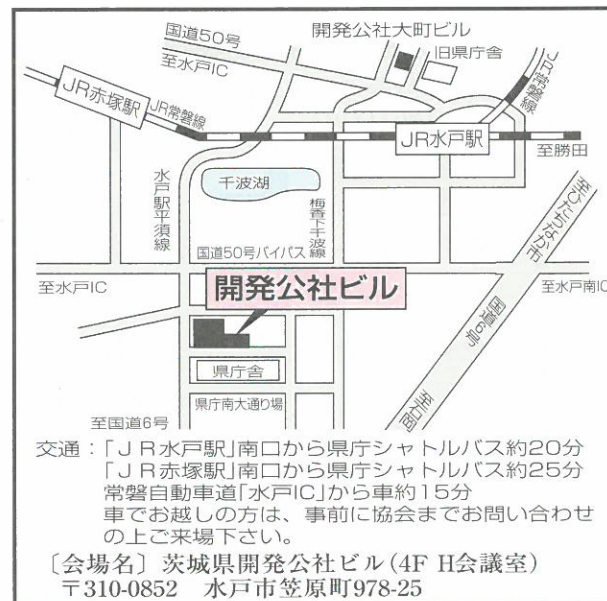 国道50号
開発公社大町ビル
至水戸IC
旧県庁舎
JR赤塚駅
JR常磐線
JR常磐線
JR水戸駅
至勝田
水戸駅平須線
千波湖
梅香下千波線
至ひたちなか市
国道50号バイパス
至水戸IC
開発公社ビル
至水戸南IC
国道6号
県庁舎
県庁南大通り場
至石岡
至国道6号
交通:「JR水戸駅」南口から県庁シャトルバス約20分
「JR赤塚駅」南口から県庁シャトルバス約25分
常磐自動車道「水戸IC」から車約15分
車でお越しの方は、事前に協会までお問い合わせ
の上ご来場下さい。
〔会場名〕茨城県開発公社ビル(4F H会議室)
〒310-0852 水戸市笠原町978-25